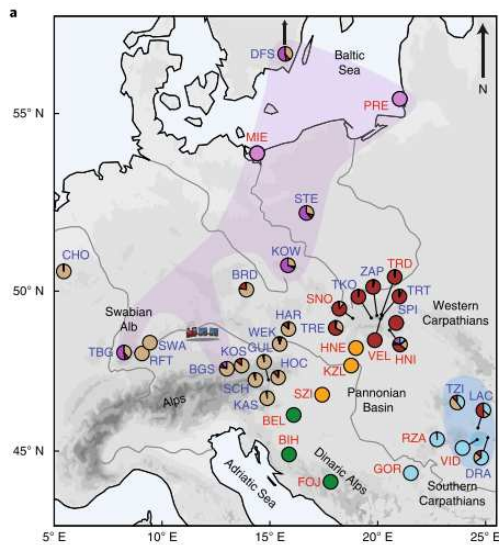 a
DFS
Baltic
Sea
N
PRE
55° N
MIE
STE
CHO
KOW
BRD
TRD
ZAP
TKO
TRT
50° N
SNO
SPI
Western
Carpathians
Swabian
Alb
HAR
TRE
WEK
SWA
GUL
HNE
VEL
HNI
TBG
RFT
KOS
BGS
HOC
KZL
SCH
TZI
KAS
SZI
Pannonian
Basin
LAC
Alps
BEL
RZA
45° N
BIH
VID
DRA
Adriatic Sea
Dinaric Alps
GOR
FOJ
Southern
Carpathians
5° E
10° E
15° E
20° E
25° E